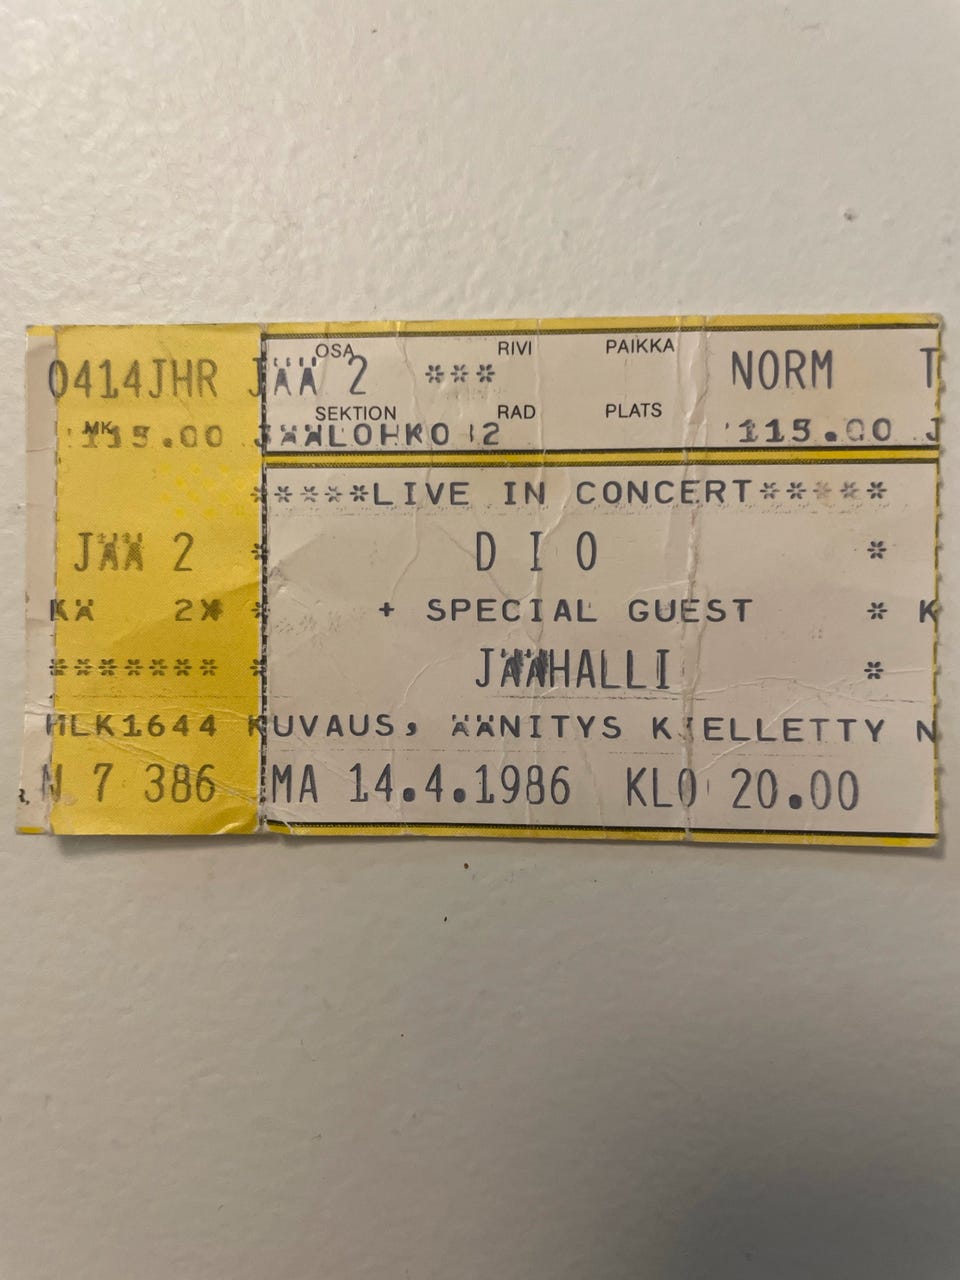 OSA RIVI PAIKKA
0414JHR JÄÄ 2 *** NORM T
SEKTION RAD PLATS
MK 115.00 JÄÄLOHKO 2 115.00 J
*****LIVE IN CONCERT*****
JÄÄ 2 * D I O *
KÄ 2* * + SPECIAL GUEST * K
******* * JÄÄHALLI *
HLK1644 KUVAUS, ÄÄNITYS KIELLETTY N
R, N 7 386 MA 14.4.1986 KLO 20.00